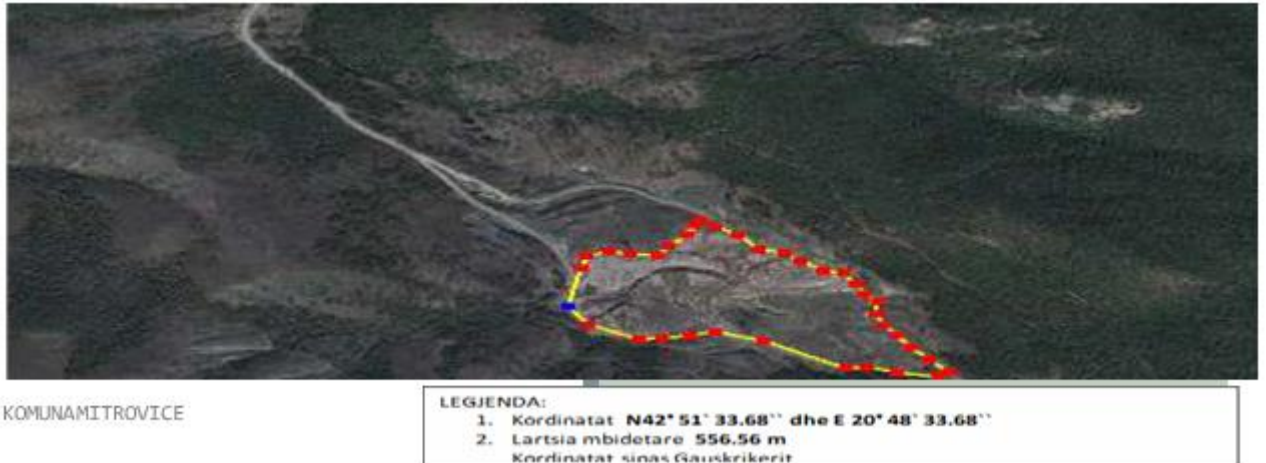 KOMUNAMITROVICE
LEGJENDA:
1. Kordinatat N42° 51` 33.68`` dhe E 20° 48` 33.68``
2. Lartsia mbidetare 556.56 m
Kordinatat sipas Gauskrikerit